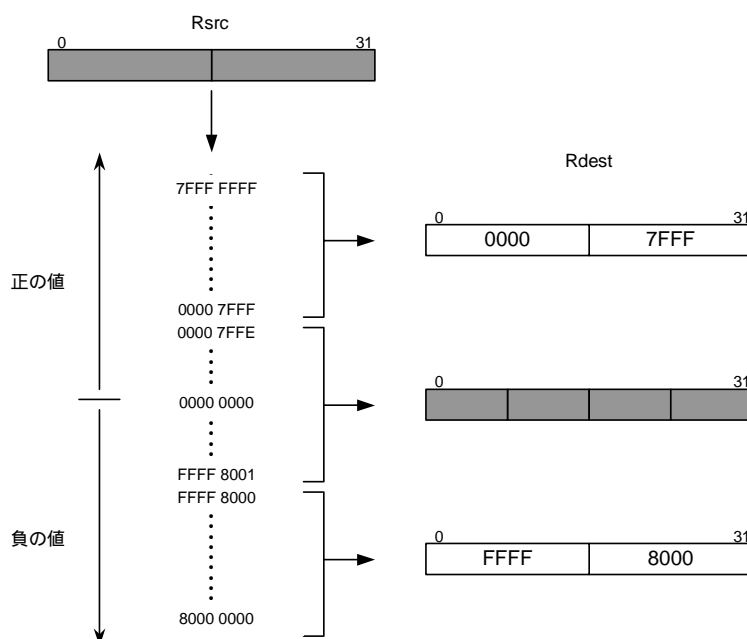 Rsrc
0 31
7FFF FFFF
0000 7FFF
0000 7FFE
0000 0000
FFFF 8001
FFFF 8000
8000 0000
正の値
負の値
Rdest
0 31
0000 7FFF
0 31
0 31
FFFF 8000